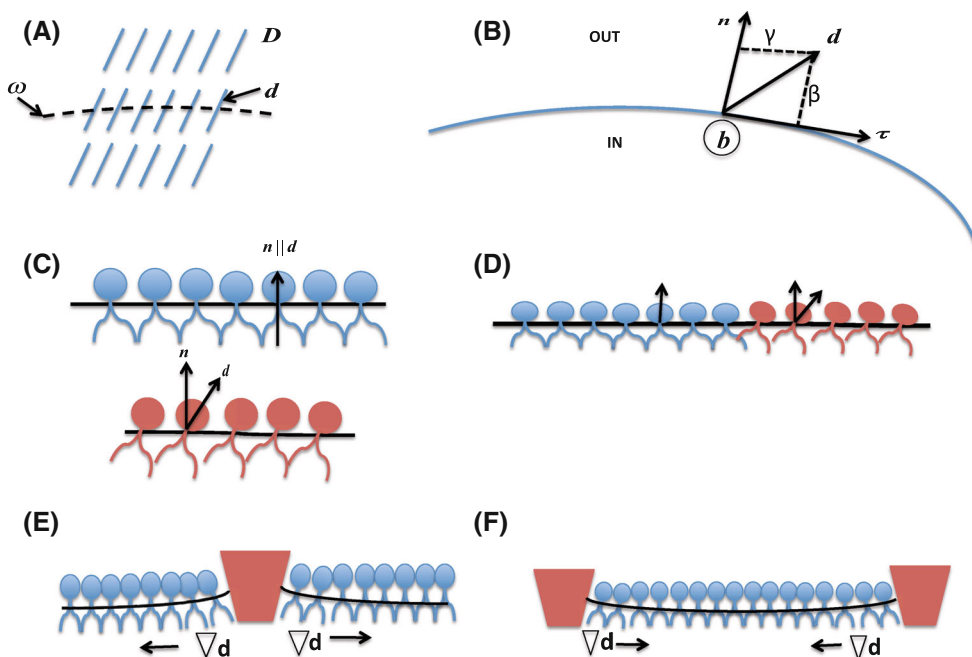 (A)
D
ω
d
(B)
OUT
IN
n
γ
d
β
b
τ
(C)
n || d
n
d
(D)
(E)
▽d
▽d
(F)
▽d
▽d